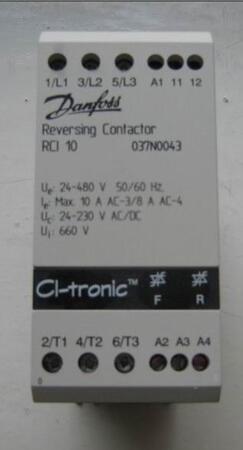 1/L1 3/L2 5/L3 A1 11 12
Danfoss
Reversing Contactor
RCI 10 037N0043
Ue: 24-480 V 50/60 Hz.
Ie: Max. 10 A AC-3/8 A AC-4
Uc: 24-230 V AC/DC
Ui: 660 V
CI-tronic™
F R
2/T1 4/T2 6/T3 A2 A3 A4
0